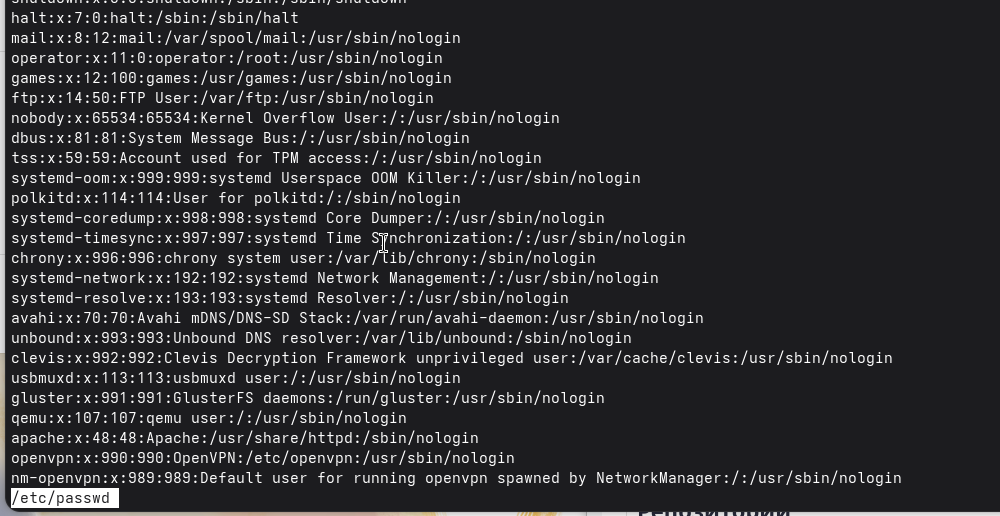 shutdown:x:6:0:shutdown:/sbin:/sbin/shutdown
halt:x:7:0:halt:/sbin:/sbin/halt
mail:x:8:12:mail:/var/spool/mail:/usr/sbin/nologin
operator:x:11:0:operator:/root:/usr/sbin/nologin
games:x:12:100:games:/usr/games:/usr/sbin/nologin
ftp:x:14:50:FTP User:/var/ftp:/usr/sbin/nologin
nobody:x:65534:65534:Kernel Overflow User:/:/usr/sbin/nologin
dbus:x:81:81:System Message Bus:/:/usr/sbin/nologin
tss:x:59:59:Account used for TPM access:/:/usr/sbin/nologin
systemd-oom:x:999:999:systemd Userspace OOM Killer:/:/usr/sbin/nologin
polkitd:x:114:114:User for polkitd:/:/sbin/nologin
systemd-coredump:x:998:998:systemd Core Dumper:/:/usr/sbin/nologin
systemd-timesync:x:997:997:systemd Time Synchronization:/:/usr/sbin/nologin
chrony:x:996:996:chrony system user:/var/lib/chrony:/sbin/nologin
systemd-network:x:192:192:systemd Network Management:/:/usr/sbin/nologin
systemd-resolve:x:193:193:systemd Resolver:/:/usr/sbin/nologin
avahi:x:70:70:Avahi mDNS/DNS-SD Stack:/var/run/avahi-daemon:/usr/sbin/nologin
unbound:x:993:993:Unbound DNS resolver:/var/lib/unbound:/sbin/nologin
clevis:x:992:992:Clevis Decryption Framework unprivileged user:/var/cache/clevis:/usr/sbin/nologin
usbmuxd:x:113:113:usbmuxd user:/:/usr/sbin/nologin
gluster:x:991:991:GlusterFS daemons:/run/gluster:/usr/sbin/nologin
qemu:x:107:107:qemu user:/:/usr/sbin/nologin
apache:x:48:48:Apache:/usr/share/httpd:/sbin/nologin
openvpn:x:990:990:OpenVPN:/etc/openvpn:/usr/sbin/nologin
nm-openvpn:x:989:989:Default user for running openvpn spawned by NetworkManager:/:/usr/sbin/nologin
/etc/passwd